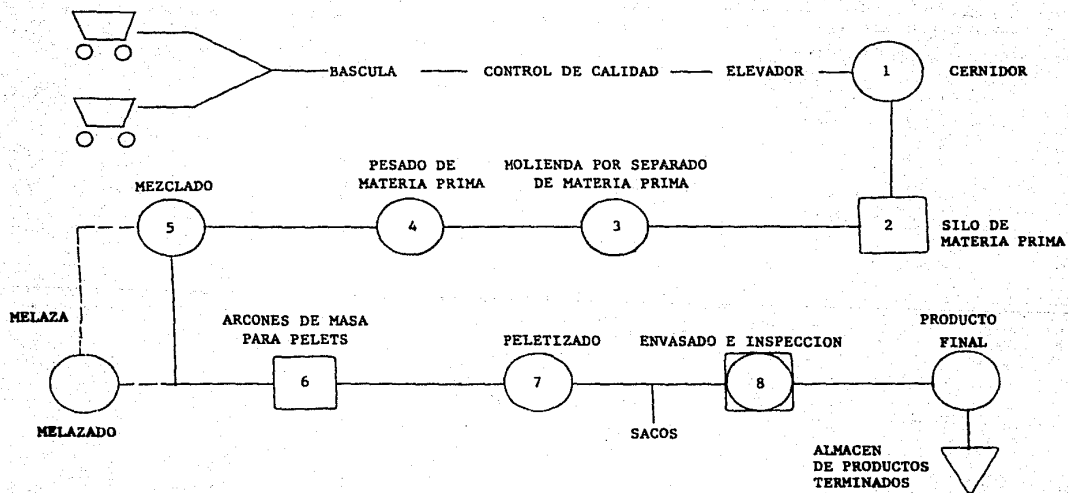 BASCULA
CONTROL DE CALIDAD
ELEVADOR
1
CERNIDOR
MEZCLADO
PESADO DE
MATERIA PRIMA
MOLIENDA POR SEPARADO
DE MATERIA PRIMA
5
4
3
2
SILO DE
MATERIA PRIMA
MELAZA
ARCONES DE MASA
PARA PELETS
PELETIZADO
ENVASADO E INSPECCION
PRODUCTO
FINAL
6
7
8
MELAZADO
SACOS
ALMACEN
DE PRODUCTOS
TERMINADOS